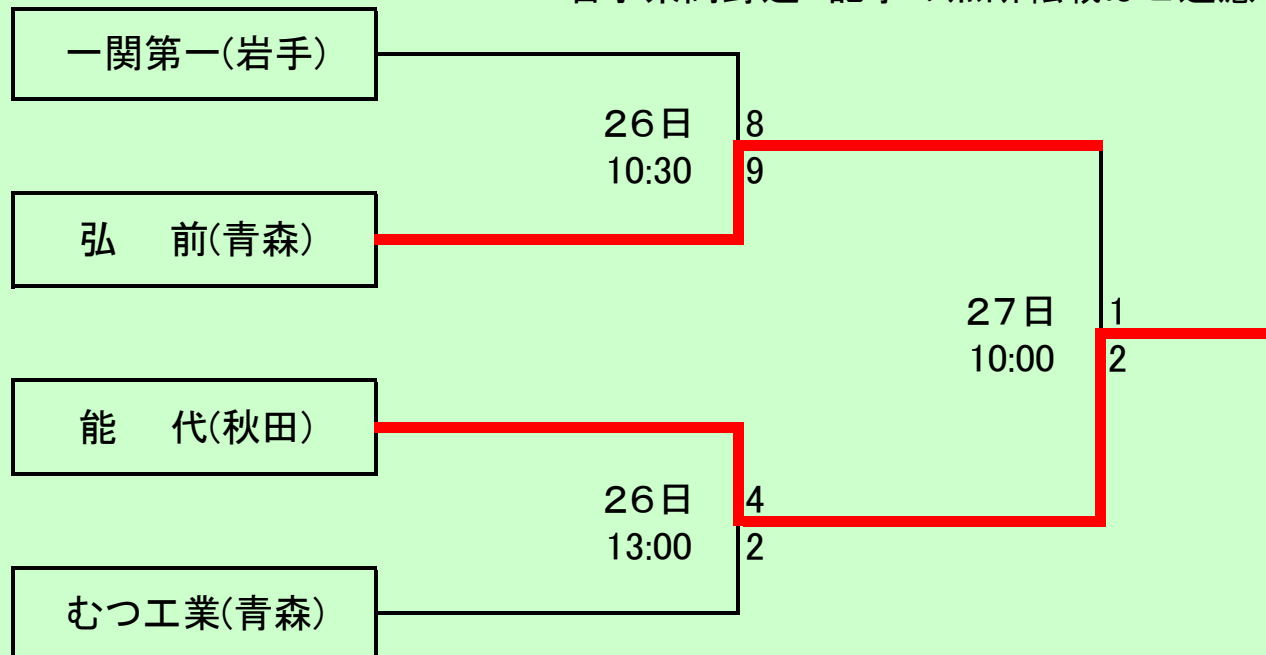 一関第一(岩手)
26日
8
10:30
9
弘　前(青森)
27日
1
10:00
2
能　代(秋田)
26日
4
13:00
2
むつ工業(青森)